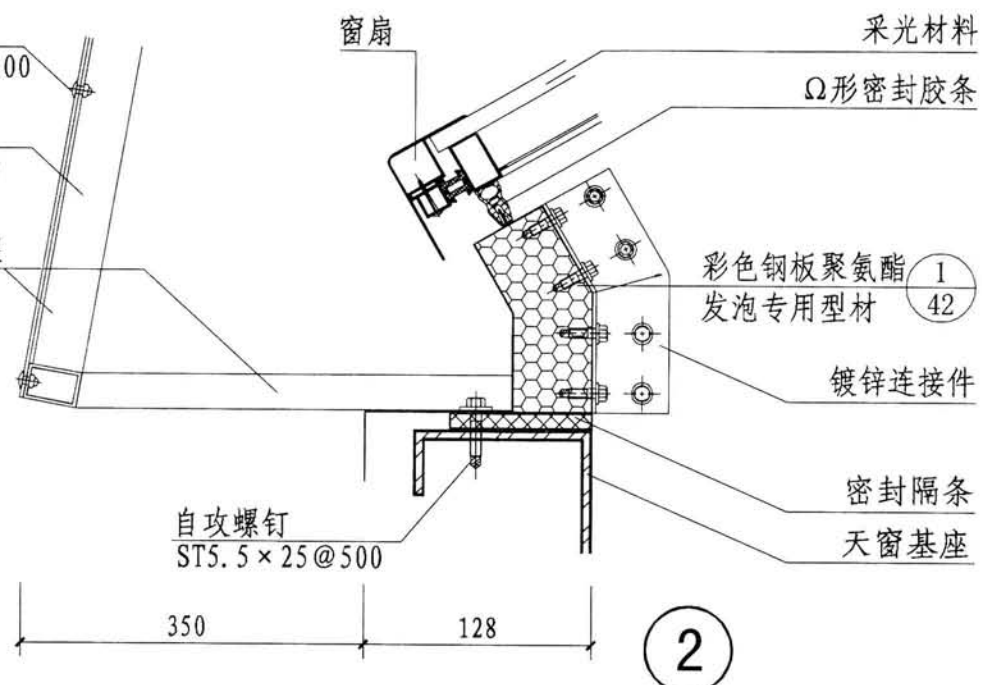 窗扇
采光材料
00
Ω形密封胶条
彩色钢板聚氨酯
发泡专用型材
1
42
镀锌连接件
密封隔条
自攻螺钉
ST5.5×25@500
天窗基座
350
128
2